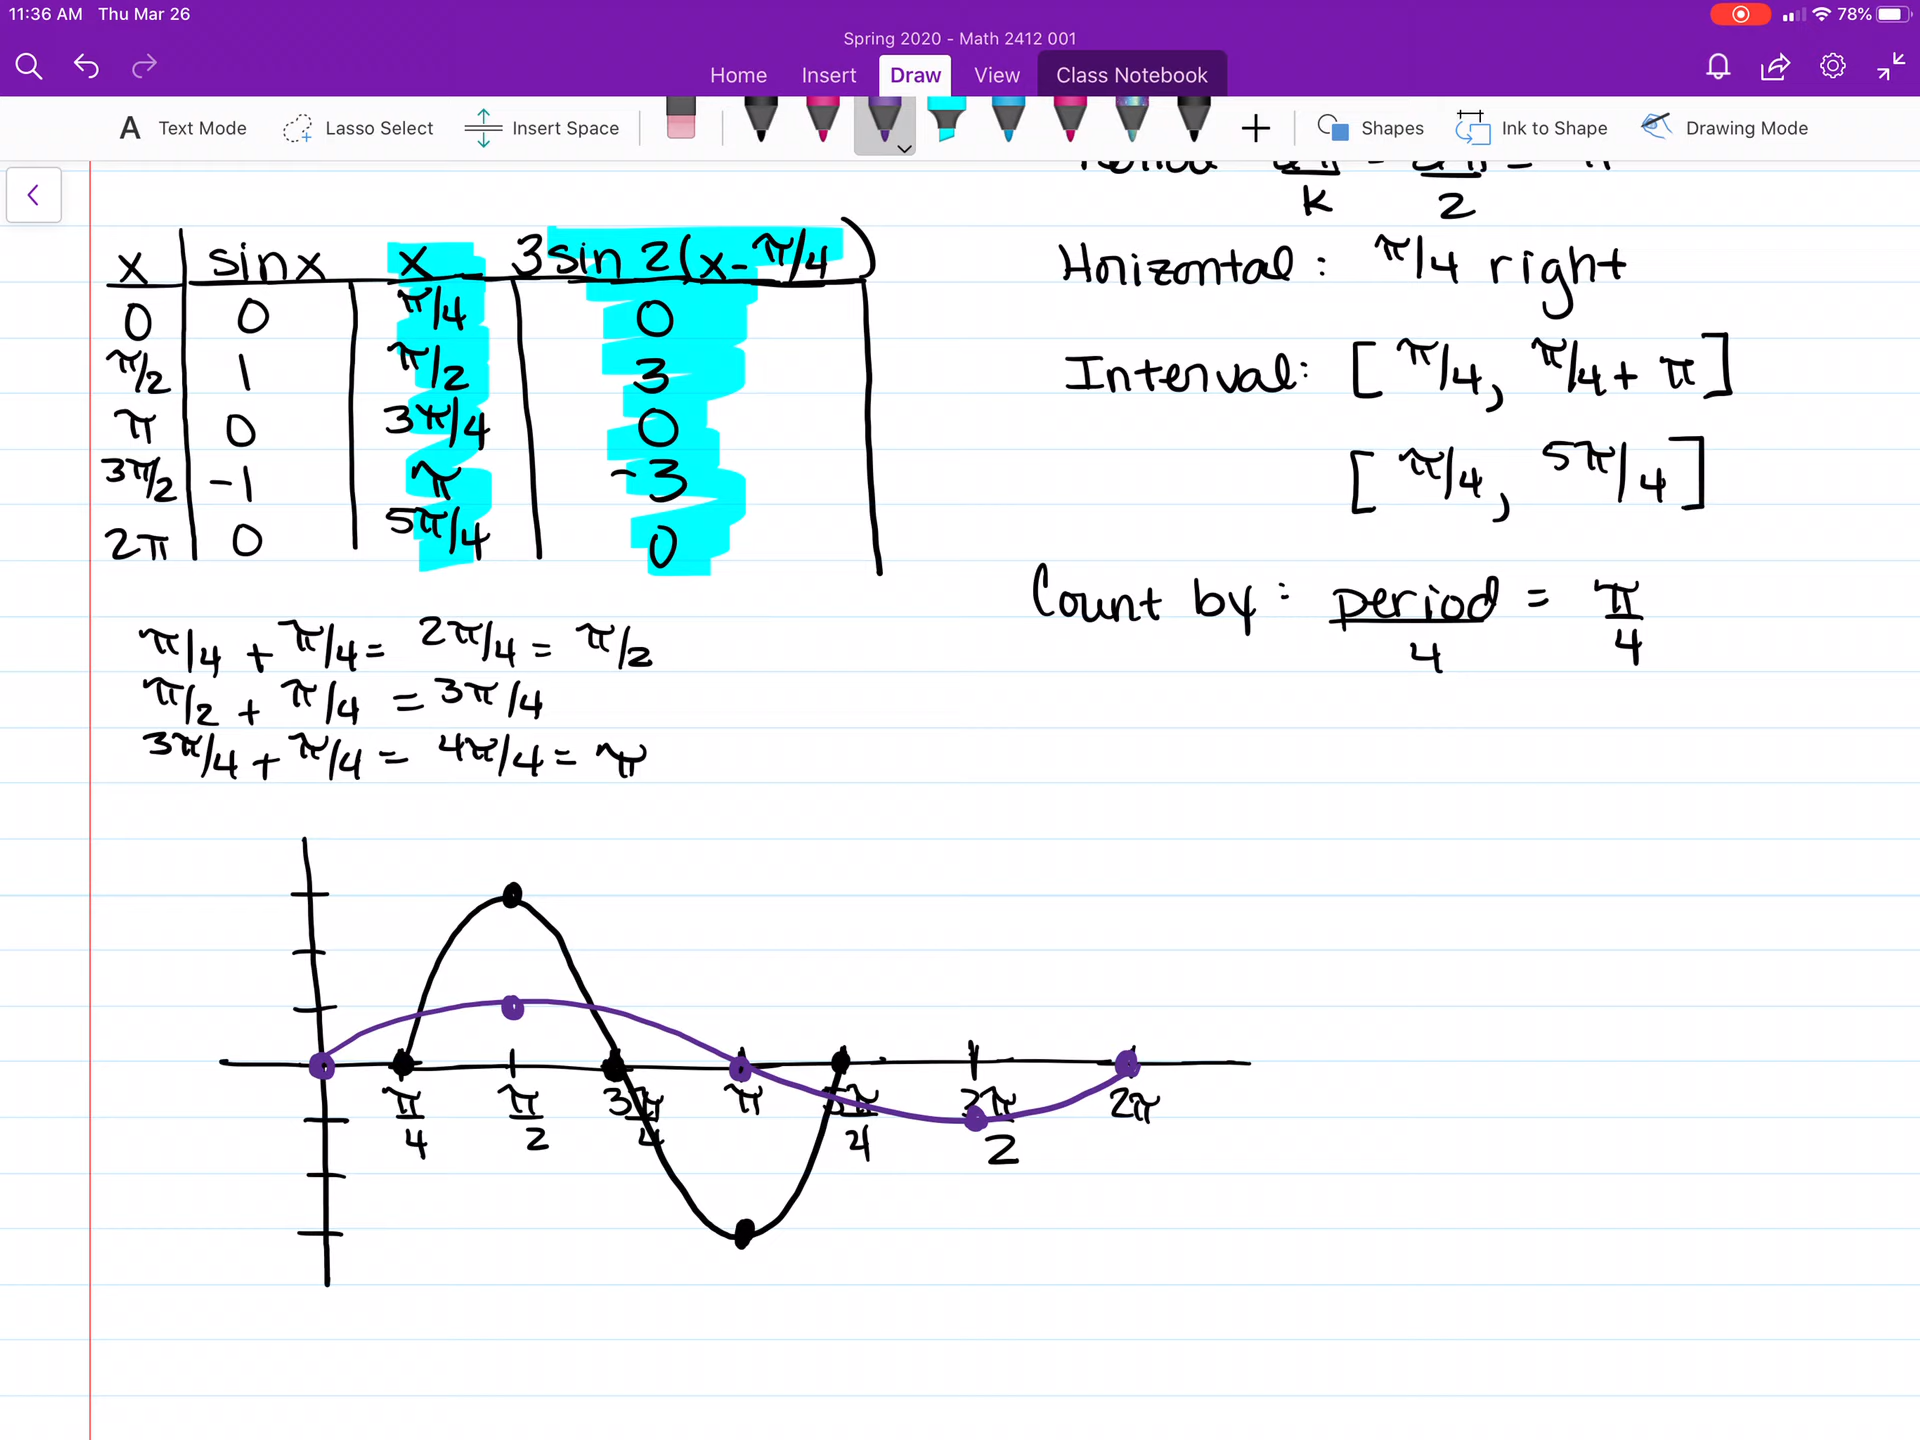 11:36 AM Thu Mar 26
78%
Spring 2020 - Math 2412 001
Home Insert Draw View Class Notebook
A Text Mode Lasso Select Insert Space Shapes Ink to Shape Drawing Mode
k 2
x sinx x 3sin 2(x-π/4)
0 0 π/4 0
π/2 1 π/2 3
π 0 3π/4 0
3π/2 -1 π -3
2π 0 5π/4 0
Horizontal: π/4 right
Interval: [π/4, π/4+π]
[π/4, 5π/4]
Count by: period/4 = π/4
π/4 + π/4 = 2π/4 = π/2
π/2 + π/4 = 3π/4
3π/4 + π/4 = 4π/4 = π
π/4 π/2 3π/4 π 5π/4 3π/2 2π